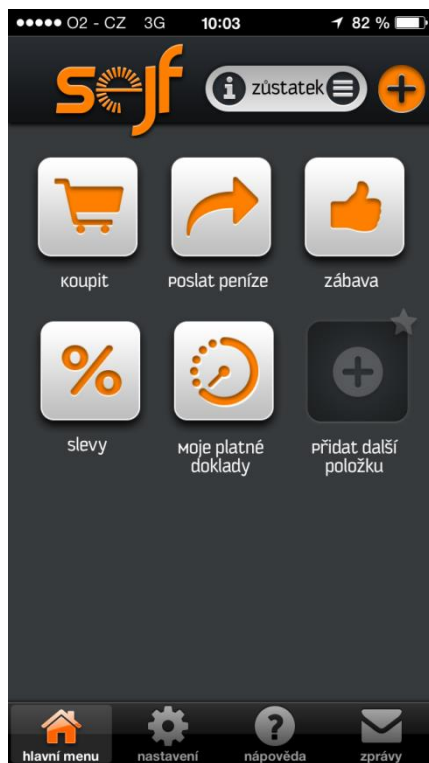 O2 - CZ 3G 10:03 82 %
sejf
zůstatek
koupit
poslat peníze
zábava
slevy
Moje platné
doklady
Přidat další
položku
hlavní menu
nastavení
nápověda
zprávy